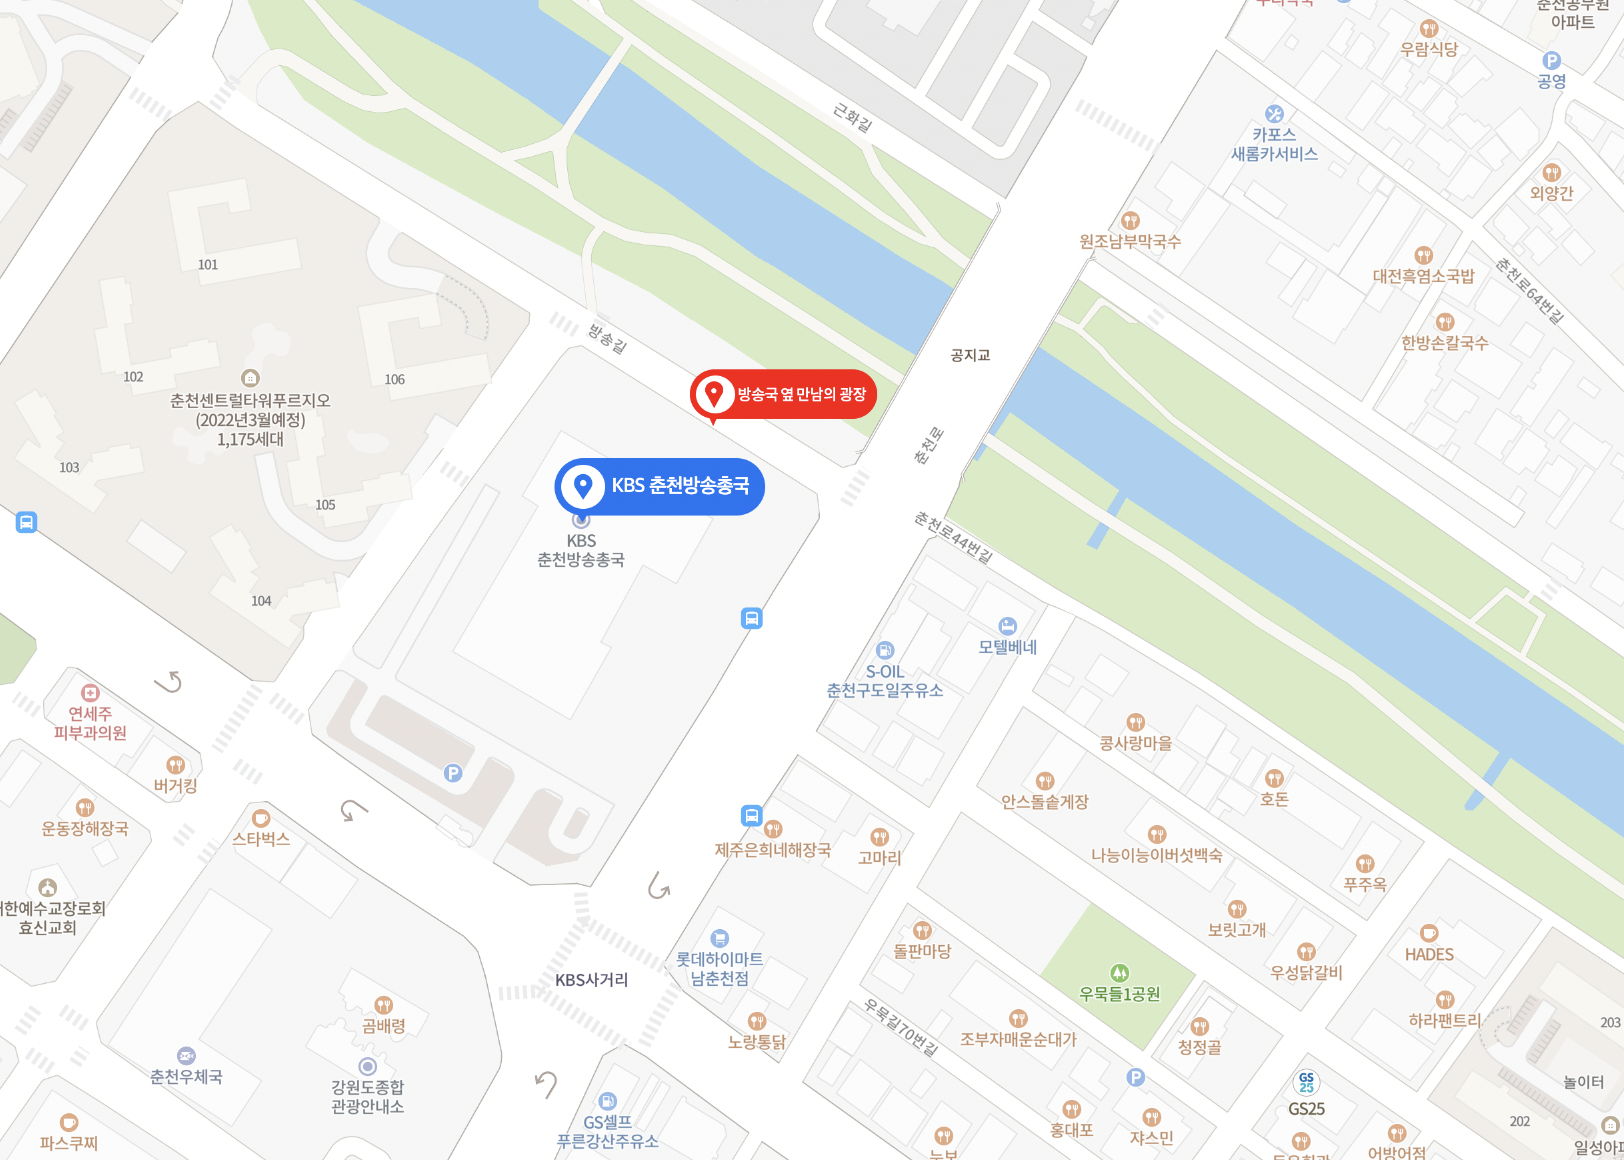 춘천공무원
아파트
우람식당
공영
근화길
카포스
새롬카서비스
외양간
원조남부막국수
대전흑염소국밥
춘천로64번길
한방손칼국수
101
102
106
방송길
공지교
춘천센트럴타워푸르지오
(2022년3월예정)
1,175세대
방송국 옆 만남의 광장
춘천로
103
105
KBS 춘천방송총국
KBS
춘천방송총국
춘천로44번길
104
모텔베네
S-OIL
춘천구도일주유소
연세주
피부과의원
버거킹
P
콩사랑마을
안스돌솥게장
호돈
운동장해장국
스타벅스
제주은희네해장국
고마리
나능이능이버섯백숙
푸주옥
한예수교장로회
효신교회
보릿고개
돌판마당
HADES
롯데하이마트
남춘천점
KBS사거리
우성닭갈비
우묵들1공원
곰배령
우묵길70번길
노랑통닭
조부자매운순대가
청정골
하라팬트리
203
춘천우체국
강원도종합
관광안내소
P
GS
25
GS25
놀이터
GS셀프
푸른강산주유소
홍대포
쟈스민
202
파스쿠찌
어방어점
일성아파